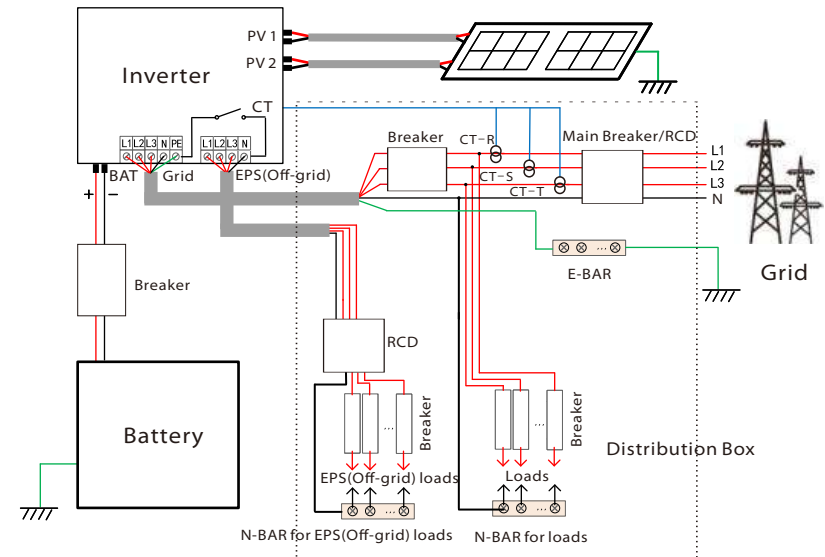 PV 1
PV 2
Inverter
CT
L1 L2 L3 N PE
L1 L2 L3 N
BAT
Grid
EPS(Off-grid)
+
−
Breaker
CT-R
CT-S
CT-T
Main Breaker/RCD
L1
L2
L3
N
Grid
E-BAR
Breaker
RCD
Battery
Breaker
...
EPS(Off-grid) loads
...
N-BAR for EPS(Off-grid) loads
Breaker
...
Loads
...
N-BAR for loads
Distribution Box
...